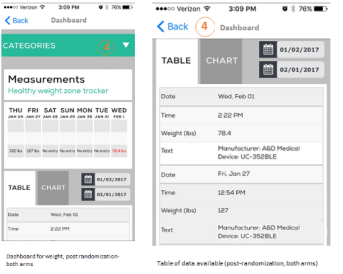 Verizon 3:09 PM 76%
Back Dashboard
CATEGORIES 4
Measurements
Healthy weight zone tracker
THU FRI SAT SUN MON TUE WED
JAN 26 JAN 27 JAN 28 JAN 29 JAN 30 JAN 31 FEB 1
127 lbs No entry No entry No entry No entry 78.4 lbs
TABLE CHART 01/02/2017
02/01/2017
Date Wed, Feb 01
Time 2:22 PM
Dashboard for weight, post randomization-
both arms
Verizon 3:09 PM 76%
Back 4 Dashboard
TABLE CHART 01/02/2017
02/01/2017
Date Wed, Feb 01
Time 2:22 PM
Weight (lbs) 78.4
Text Manufacturer: A&D Medical
Device: UC-352BLE
Date Fri, Jan 27
Time 12:54 PM
Weight (lbs) 127
Text Manufacturer: A&D Medical
Device: UC-352BLE
Table of data available (post-randomization, both arms)